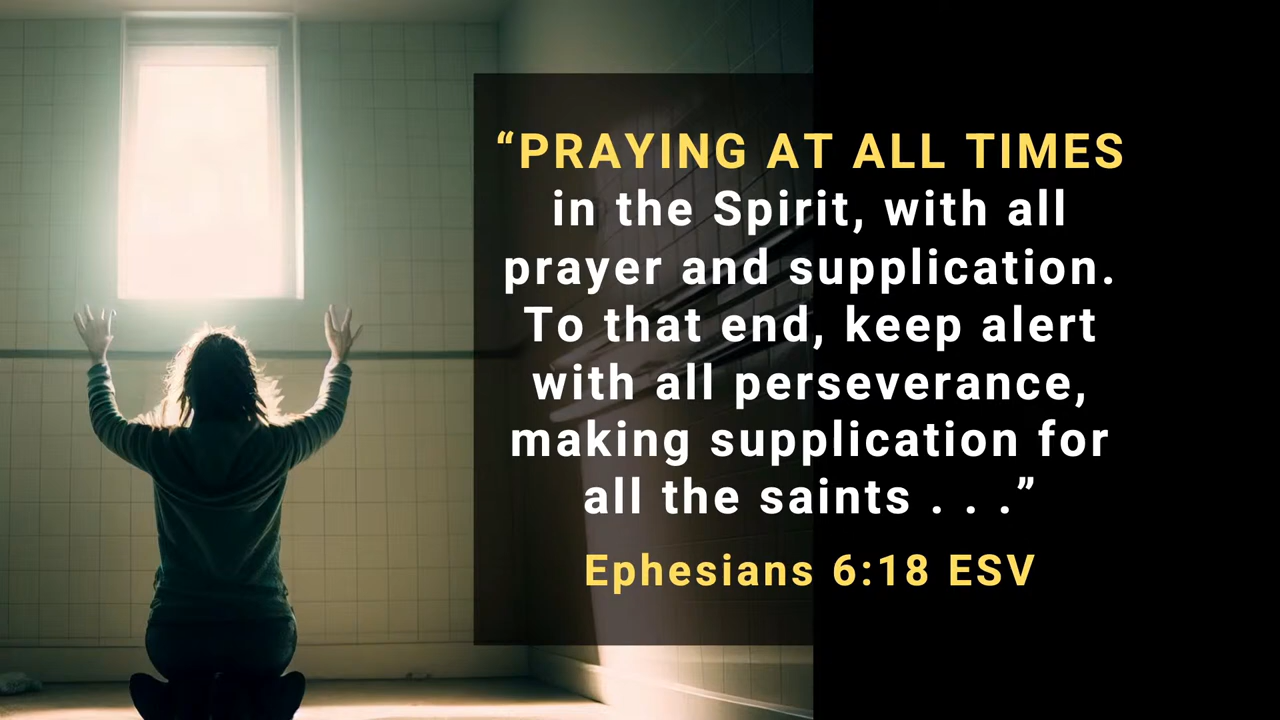 “PRAYING AT ALL TIMES
in the Spirit, with all
prayer and supplication.
To that end, keep alert
with all perseverance,
making supplication for
all the saints . . .”
Ephesians 6:18 ESV